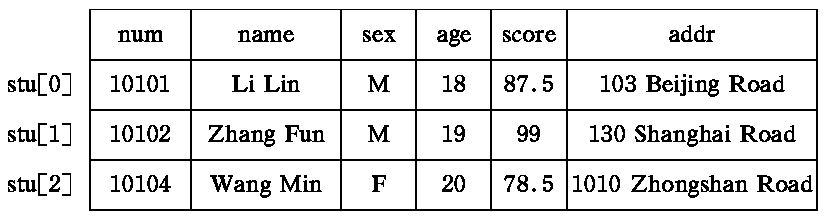 num name sex age score addr
stu[0] 10101 Li Lin M 18 87.5 103 Beijing Road
stu[1] 10102 Zhang Fun M 19 99 130 Shanghai Road
stu[2] 10104 Wang Min F 20 78.5 1010 Zhongshan Road